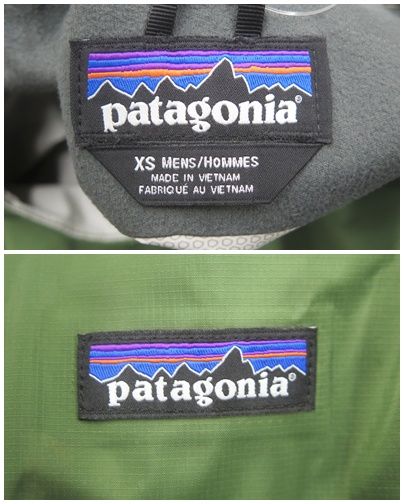 patagonia®
XS MENS/HOMMES
MADE IN VIETNAM
FABRIQUÉ AU VIETNAM
patagonia®